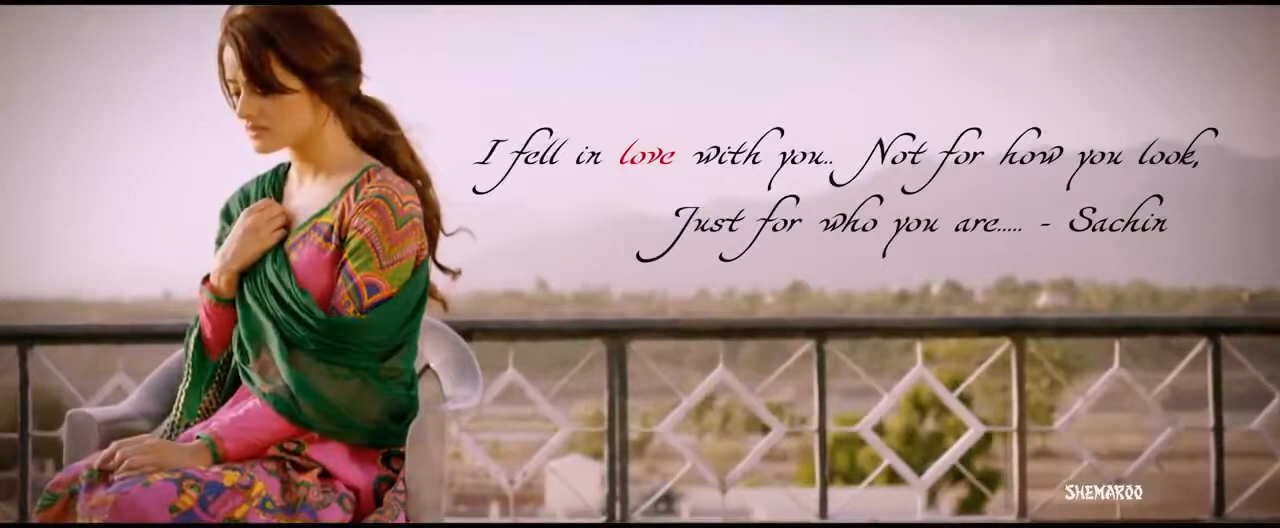 I fell in love with you.. Not for how you look,
Just for who you are..... - Sachin
SHEMAROO